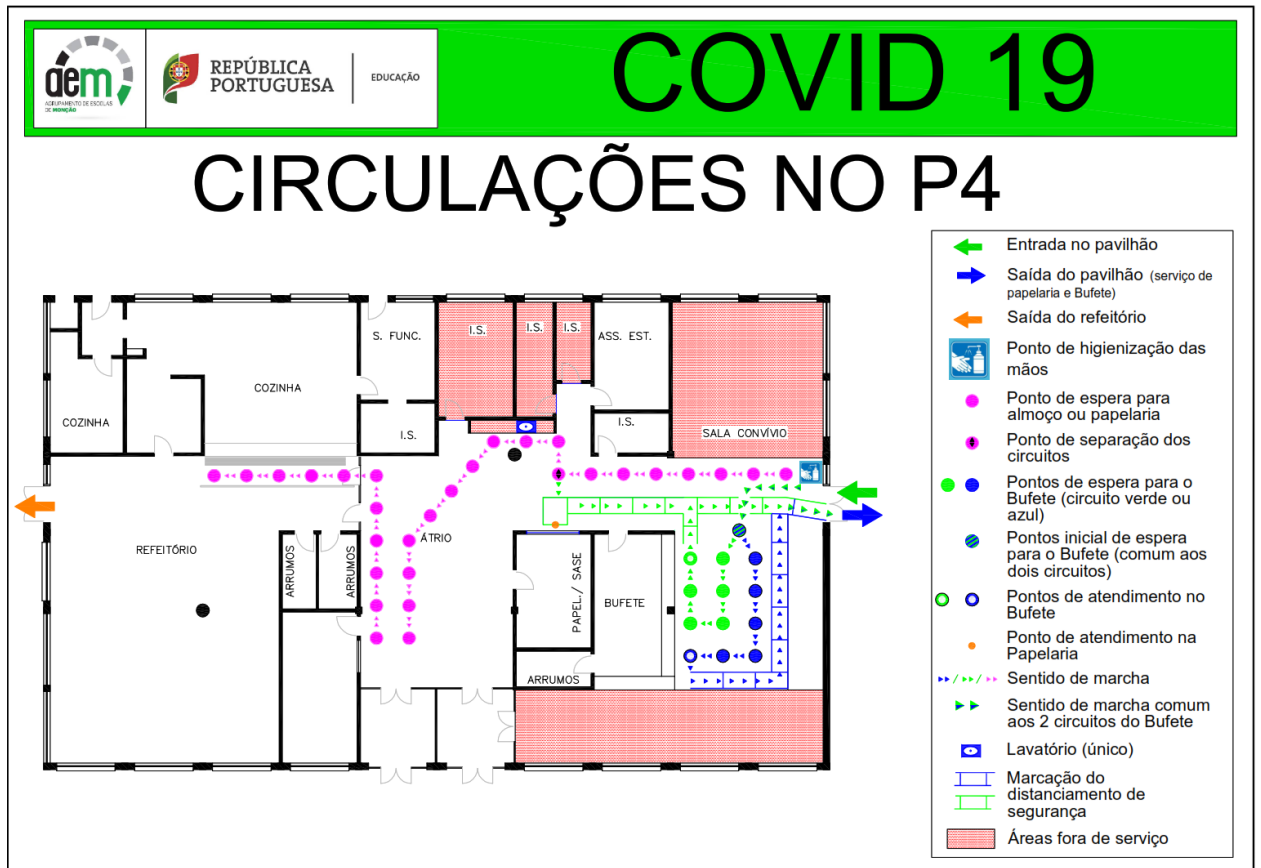 aem
AGRUPAMENTO DE ESCOLAS
DE MONÇÃO
REPÚBLICA
PORTUGUESA
EDUCAÇÃO
COVID 19
CIRCULAÇÕES NO P4
Entrada no pavilhão
Saída do pavilhão (serviço de
papelaria e Bufete)
Saída do refeitório
Ponto de higienização das
mãos
Ponto de espera para
almoço ou papelaria
Ponto de separação dos
circuitos
Pontos de espera para o
Bufete (circuito verde ou
azul)
Pontos inicial de espera
para o Bufete (comum aos
dois circuitos)
Pontos de atendimento no
Bufete
Ponto de atendimento na
Papelaria
Sentido de marcha
Sentido de marcha comum
aos 2 circuitos do Bufete
Lavatório (único)
Marcação do
distanciamento de
segurança
Áreas fora de serviço
COZINHA
COZINHA
S. FUNC.
I.S.
I.S.
I.S.
I.S.
ASS. EST.
I.S.
SALA CONVÍVIO
REFEITÓRIO
ARRUMOS
ARRUMOS
ÁTRIO
PAPEL./ SASE
BUFETE
ARRUMOS